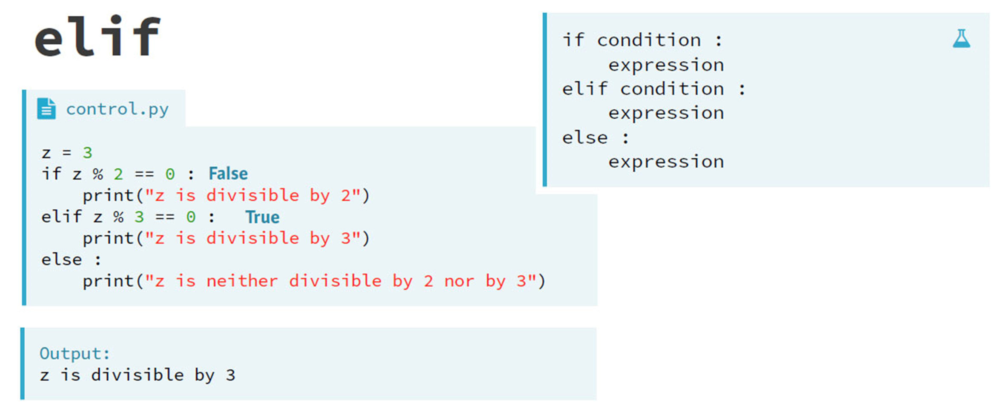 elif
if condition :
    expression
elif condition :
    expression
else :
    expression
control.py
z = 3
if z % 2 == 0 : False
    print("z is divisible by 2")
elif z % 3 == 0 : True
    print("z is divisible by 3")
else :
    print("z is neither divisible by 2 nor by 3")
Output:
z is divisible by 3